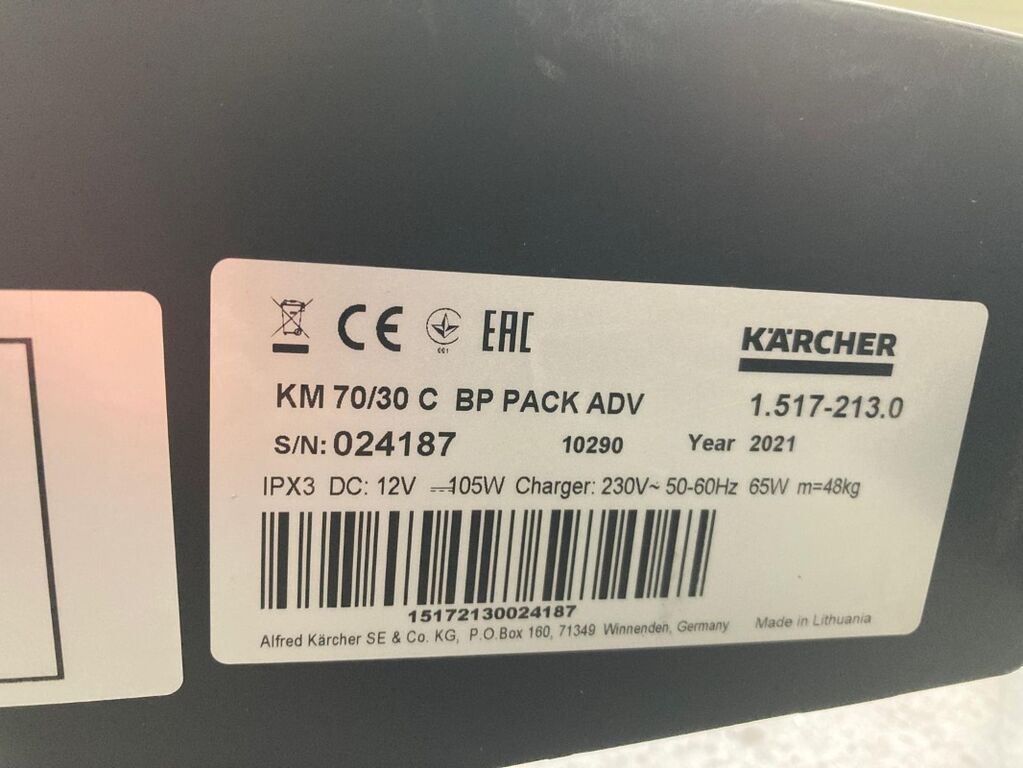 CE EAC
KÄRCHER
KM 70/30 C BP PACK ADV 1.517-213.0
S/N: 024187 10290 Year 2021
IPX3 DC: 12V ⎓105W Charger: 230V~ 50-60Hz 65W m=48kg
15172130024187
Alfred Kärcher SE & Co. KG, P.O.Box 160, 71349 Winnenden, Germany Made in Lithuania